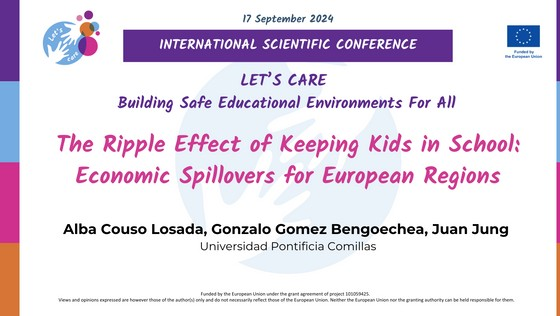 17 September 2024
Let's
care
INTERNATIONAL SCIENTIFIC CONFERENCE
Funded by
the European Union
LET'S CARE
Building Safe Educational Environments For All
The Ripple Effect of Keeping Kids in School:
Economic Spillovers for European Regions
Alba Couso Losada, Gonzalo Gomez Bengoechea, Juan Jung
Universidad Pontificia Comillas
Funded by the European Union under the grant agreement of project 101059425.
Views and opinions expressed are however those of the author(s) only and do not necessarily reflect those of the European Union. Neither the European Union nor the granting authority can be held responsible for them.